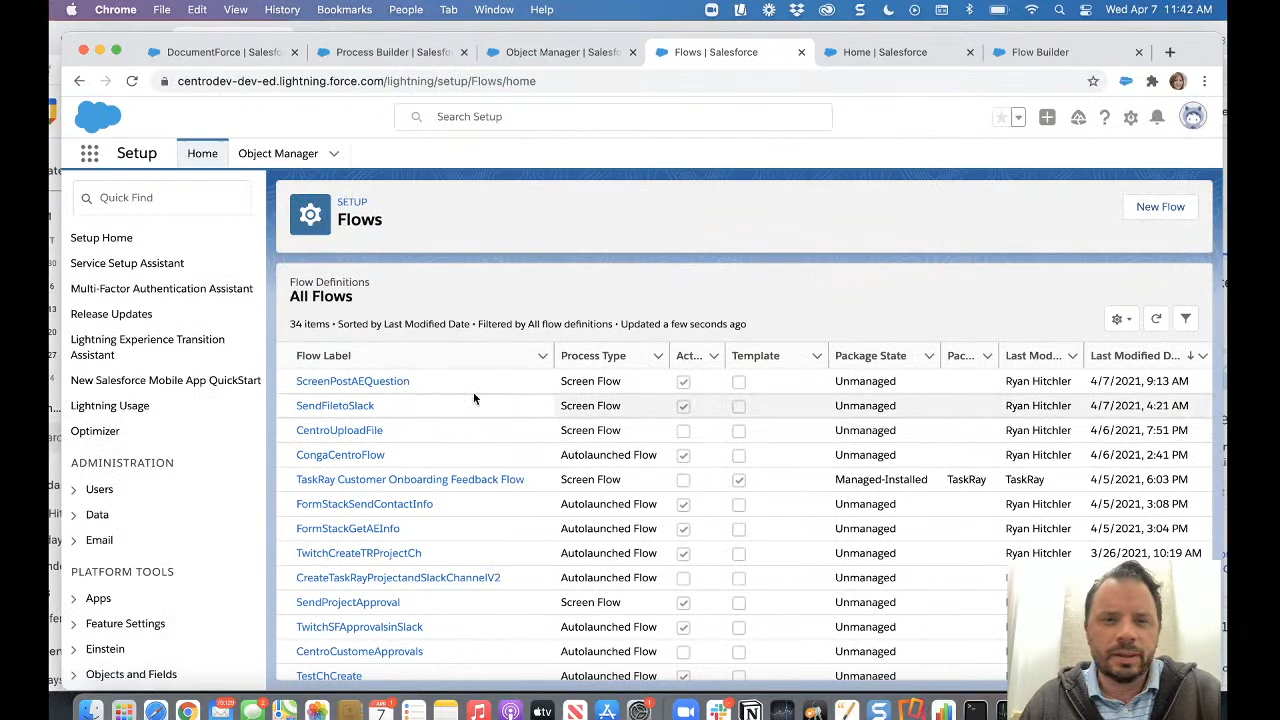 Chrome File Edit View History Bookmarks People Tab Window Help Wed Apr 7 11:42 AM
DocumentForce | Salesfo Process Builder | Salesfo Object Manager | Salesfo Flows | Salesforce Home | Salesforce Flow Builder
centrodev-dev-ed.lightning.force.com/lightning/setup/Flows/home
Search Setup
Setup Home Object Manager
Quick Find
Setup Home
Service Setup Assistant
Multi-Factor Authentication Assistant
Release Updates
Lightning Experience Transition
Assistant
New Salesforce Mobile App QuickStart
Lightning Usage
Optimizer
ADMINISTRATION
Users
Data
Email
PLATFORM TOOLS
Apps
Feature Settings
Einstein
Objects and Fields
SETUP
Flows
New Flow
Flow Definitions
All Flows
34 items • Sorted by Last Modified Date • Filtered by All flow definitions • Updated a few seconds ago
Flow Label Process Type Act... Template Package State Pac... Last Mod... Last Modified D...
ScreenPostAEQuestion Screen Flow Unmanaged Ryan Hitchler 4/7/2021, 9:13 AM
SendFiletoSlack Screen Flow Unmanaged Ryan Hitchler 4/7/2021, 4:21 AM
CentroUploadFile Screen Flow Unmanaged Ryan Hitchler 4/6/2021, 7:51 PM
CongaCentroFlow Autolaunched Flow Unmanaged Ryan Hitchler 4/6/2021, 2:41 PM
TaskRay Customer Onboarding Feedback Flow Screen Flow Managed-Installed TaskRay TaskRay 4/5/2021, 6:03 PM
FormStackSendContactInfo Autolaunched Flow Unmanaged Ryan Hitchler 4/5/2021, 3:08 PM
FormStackGetAEInfo Autolaunched Flow Unmanaged Ryan Hitchler 4/5/2021, 3:04 PM
TwitchCreateTRProjectCh Autolaunched Flow Unmanaged Ryan Hitchler 3/26/2021, 10:19 AM
CreateTaskRayProjectandSlackChannelV2 Autolaunched Flow Unmanaged
SendProjectApproval Screen Flow Unmanaged
TwitchSFApprovalsinSlack Autolaunched Flow Unmanaged
CentroCustomeApprovals Autolaunched Flow Unmanaged
TestChCreate Autolaunched Flow Unmanaged